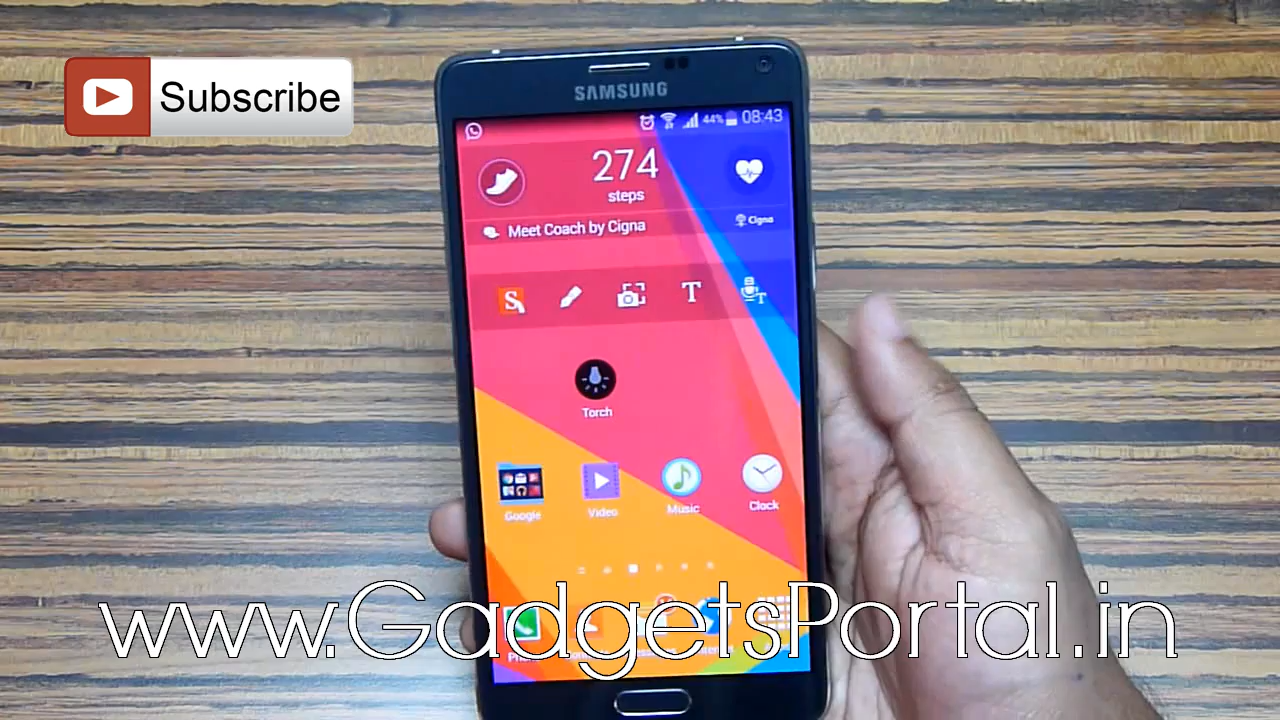 Subscribe
SAMSUNG
44% 08:43
274
steps
Cigna
Meet Coach by Cigna
S
T
T
Torch
Google
Video
Music
Clock
www.GadgetsPortal.in